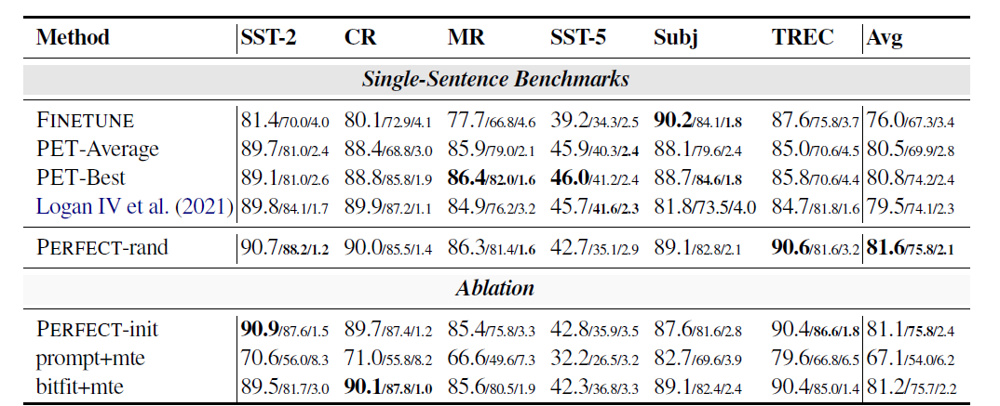 Method SST-2 CR MR SST-5 Subj TREC Avg
Single-Sentence Benchmarks
FINETUNE 81.4/70.0/4.0 80.1/72.9/4.1 77.7/66.8/4.6 39.2/34.3/2.5 90.2/84.1/1.8 87.6/75.8/3.7 76.0/67.3/3.4
PET-Average 89.7/81.0/2.4 88.4/68.8/3.0 85.9/79.0/2.1 45.9/40.3/2.4 88.1/79.6/2.4 85.0/70.6/4.5 80.5/69.9/2.8
PET-Best 89.1/81.0/2.6 88.8/85.8/1.9 86.4/82.0/1.6 46.0/41.2/2.4 88.7/84.6/1.8 85.8/70.6/4.4 80.8/74.2/2.4
Logan IV et al. (2021) 89.8/84.1/1.7 89.9/87.2/1.1 84.9/76.2/3.2 45.7/41.6/2.3 81.8/73.5/4.0 84.7/81.8/1.6 79.5/74.1/2.3
PERFECT-rand 90.7/88.2/1.2 90.0/85.5/1.4 86.3/81.4/1.6 42.7/35.1/2.9 89.1/82.8/2.1 90.6/81.6/3.2 81.6/75.8/2.1
Ablation
PERFECT-init 90.9/87.6/1.5 89.7/87.4/1.2 85.4/75.8/3.3 42.8/35.9/3.5 87.6/81.6/2.8 90.4/86.6/1.8 81.1/75.8/2.4
prompt+mte 70.6/56.0/8.3 71.0/55.8/8.2 66.6/49.6/7.3 32.2/26.5/3.2 82.7/69.6/3.9 79.6/66.8/6.5 67.1/54.0/6.2
bitfit+mte 89.5/81.7/3.0 90.1/87.8/1.0 85.6/80.5/1.9 42.3/36.8/3.3 89.1/82.4/2.4 90.4/85.0/1.4 81.2/75.7/2.2